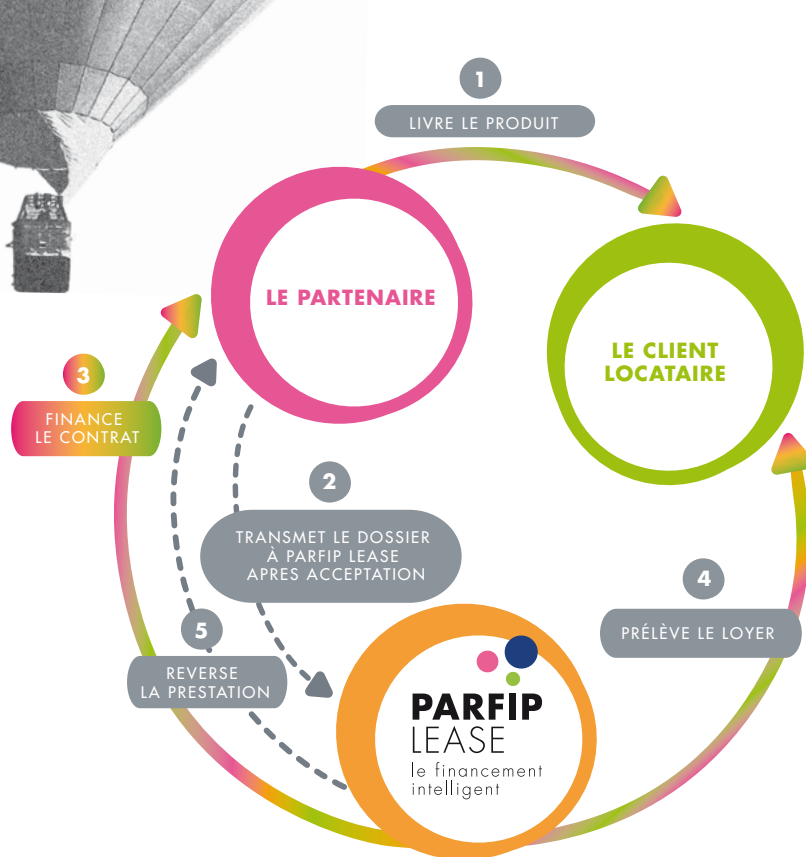 1
LIVRE LE PRODUIT
LE PARTENAIRE
LE CLIENT
LOCATAIRE
3
FINANCE
LE CONTRAT
2
TRANSMET LE DOSSIER
À PARFIP LEASE
APRES ACCEPTATION
4
PRÉLÈVE LE LOYER
5
REVERSE
LA PRESTATION
PARFIP
LEASE
le financement
intelligent